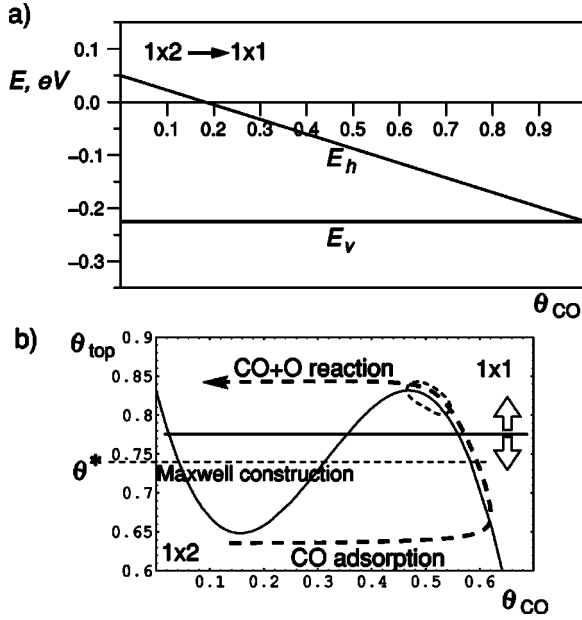 a)
1x2 → 1x1
E, eV
0.1
0.0
−0.1
−0.2
−0.3
0.1 0.2 0.3 0.4 0.5 0.6 0.7 0.8 0.9
E_h
E_v
θ_CO
b)
θ_top
0.9
0.85
0.8
0.75
0.7
0.65
0.6
CO+O reaction
1x1
θ*
Maxwell construction
1x2
CO adsorption
0.1 0.2 0.3 0.4 0.5 0.6
θ_CO